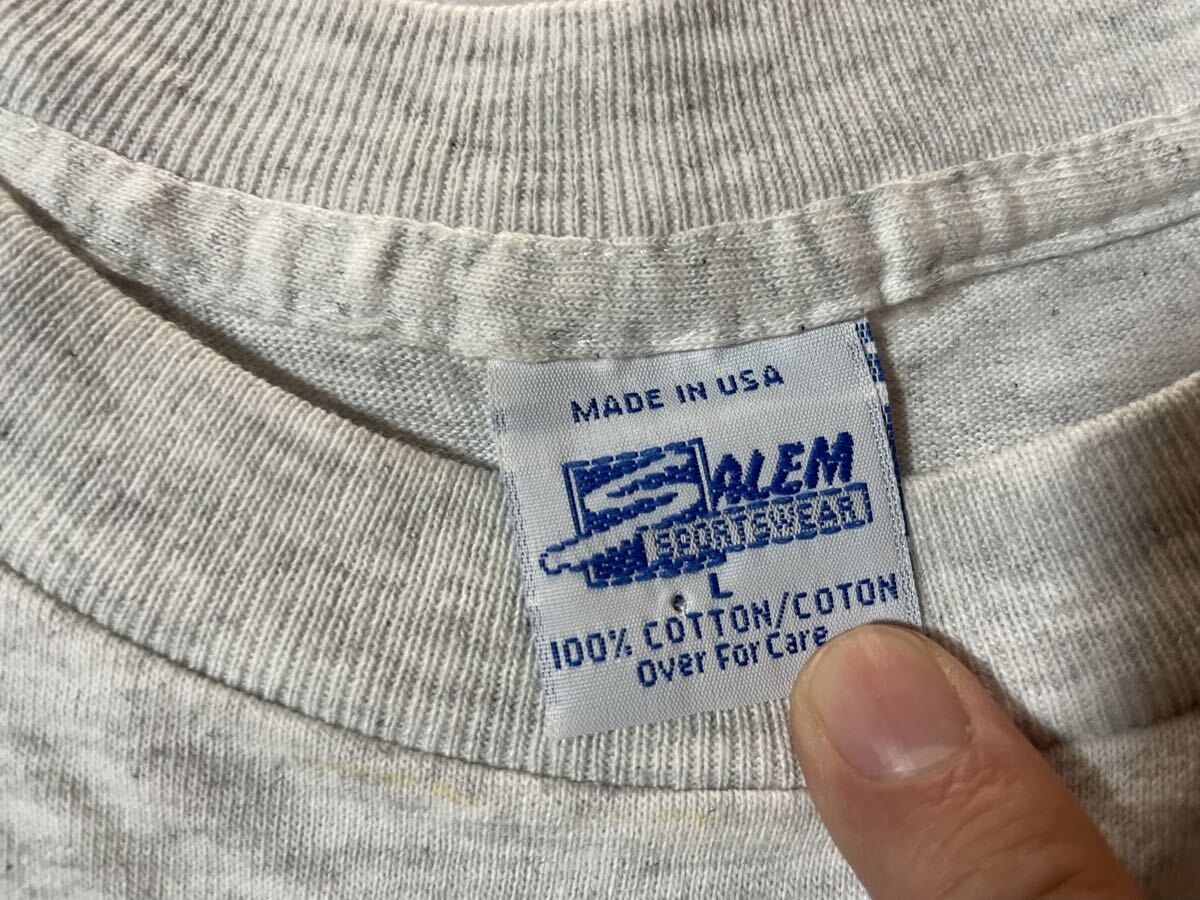 MADE IN USA
SALEM
SPORTSWEAR
L
100% COTTON/COTON
Over For Care